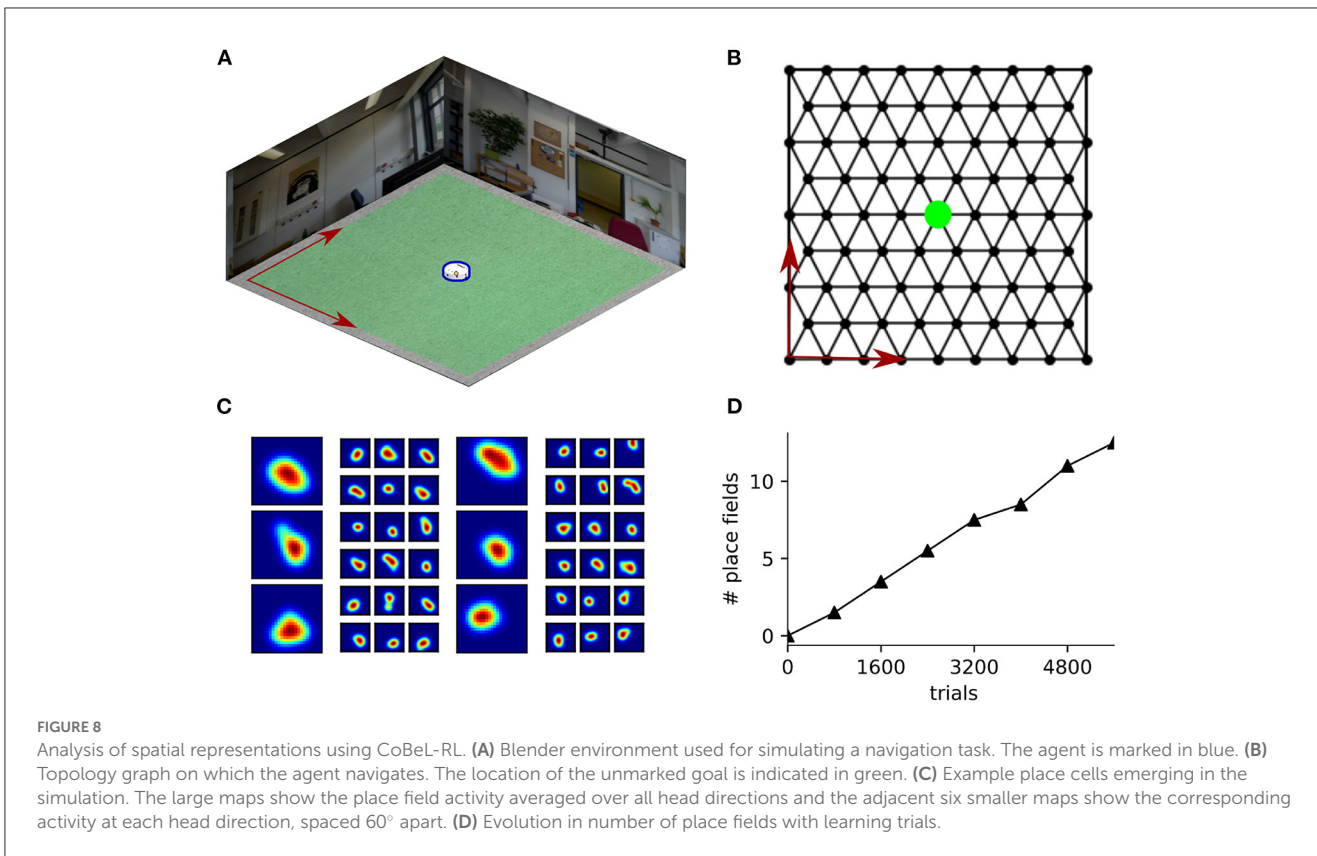 A
B
C
D
# place fields
10
5
0
0
1600
3200
4800
trials
FIGURE 8
Analysis of spatial representations using CoBeL-RL. (A) Blender environment used for simulating a navigation task. The agent is marked in blue. (B)
Topology graph on which the agent navigates. The location of the unmarked goal is indicated in green. (C) Example place cells emerging in the
simulation. The large maps show the place field activity averaged over all head directions and the adjacent six smaller maps show the corresponding
activity at each head direction, spaced 60° apart. (D) Evolution in number of place fields with learning trials.